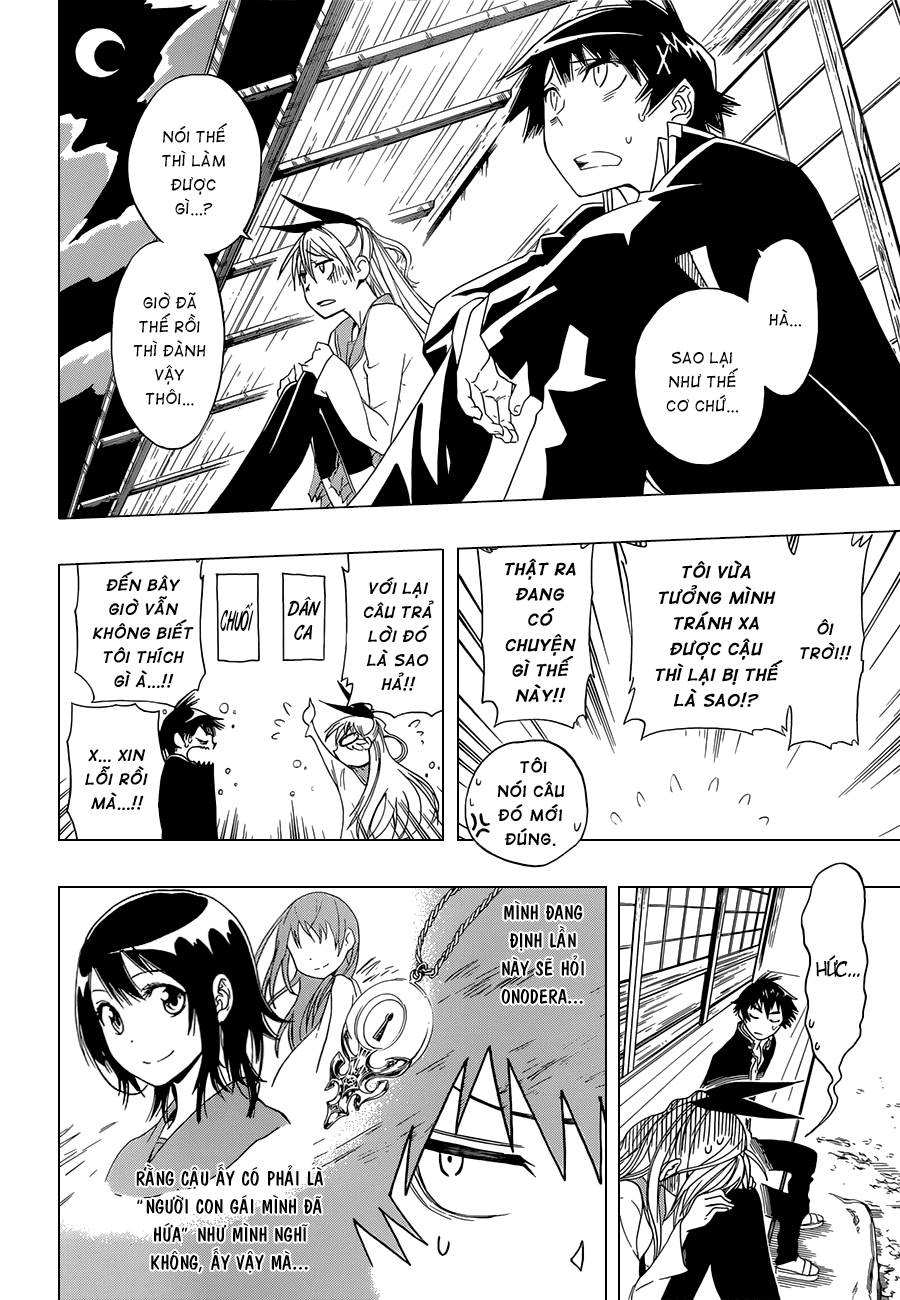 HÀ...
SAO LẠI
NHƯ THẾ
CƠ CHỨ...
NÓI THẾ
THÌ LÀM
ĐƯỢC
GÌ...?
GIỜ ĐÃ
THẾ RỒI
THÌ ĐÀNH
VẬY
THÔI...
ÔI
TRỜI!!
TÔI VỪA
TƯỞNG MÌNH
TRÁNH XA
ĐƯỢC CẬU
THÌ LẠI BỊ THẾ
LÀ SAO!?
THẬT RA
ĐANG
CÓ
CHUYỆN
GÌ THẾ
NÀY!!
TÔI
NÓI CÂU
ĐÓ MỚI
ĐÚNG.
VỚI LẠI
CÂU TRẢ
LỜI ĐÓ
LÀ SAO
HẢ!!
DÂN
CA
CHUỐI
ĐẾN BÂY
GIỜ VẪN
KHÔNG BIẾT
TÔI THÍCH
GÌ À...!!
X... XIN
LỖI RỒI
MÀ...!!
HỨC...
MÌNH ĐANG
ĐỊNH LẦN
NÀY SẼ HỎI
ONODERA...
RẰNG CẬU ẤY CÓ PHẢI LÀ
"NGƯỜI CON GÁI MÌNH ĐÃ
HỨA" NHƯ MÌNH NGHĨ
KHÔNG, ẤY VẬY MÀ...